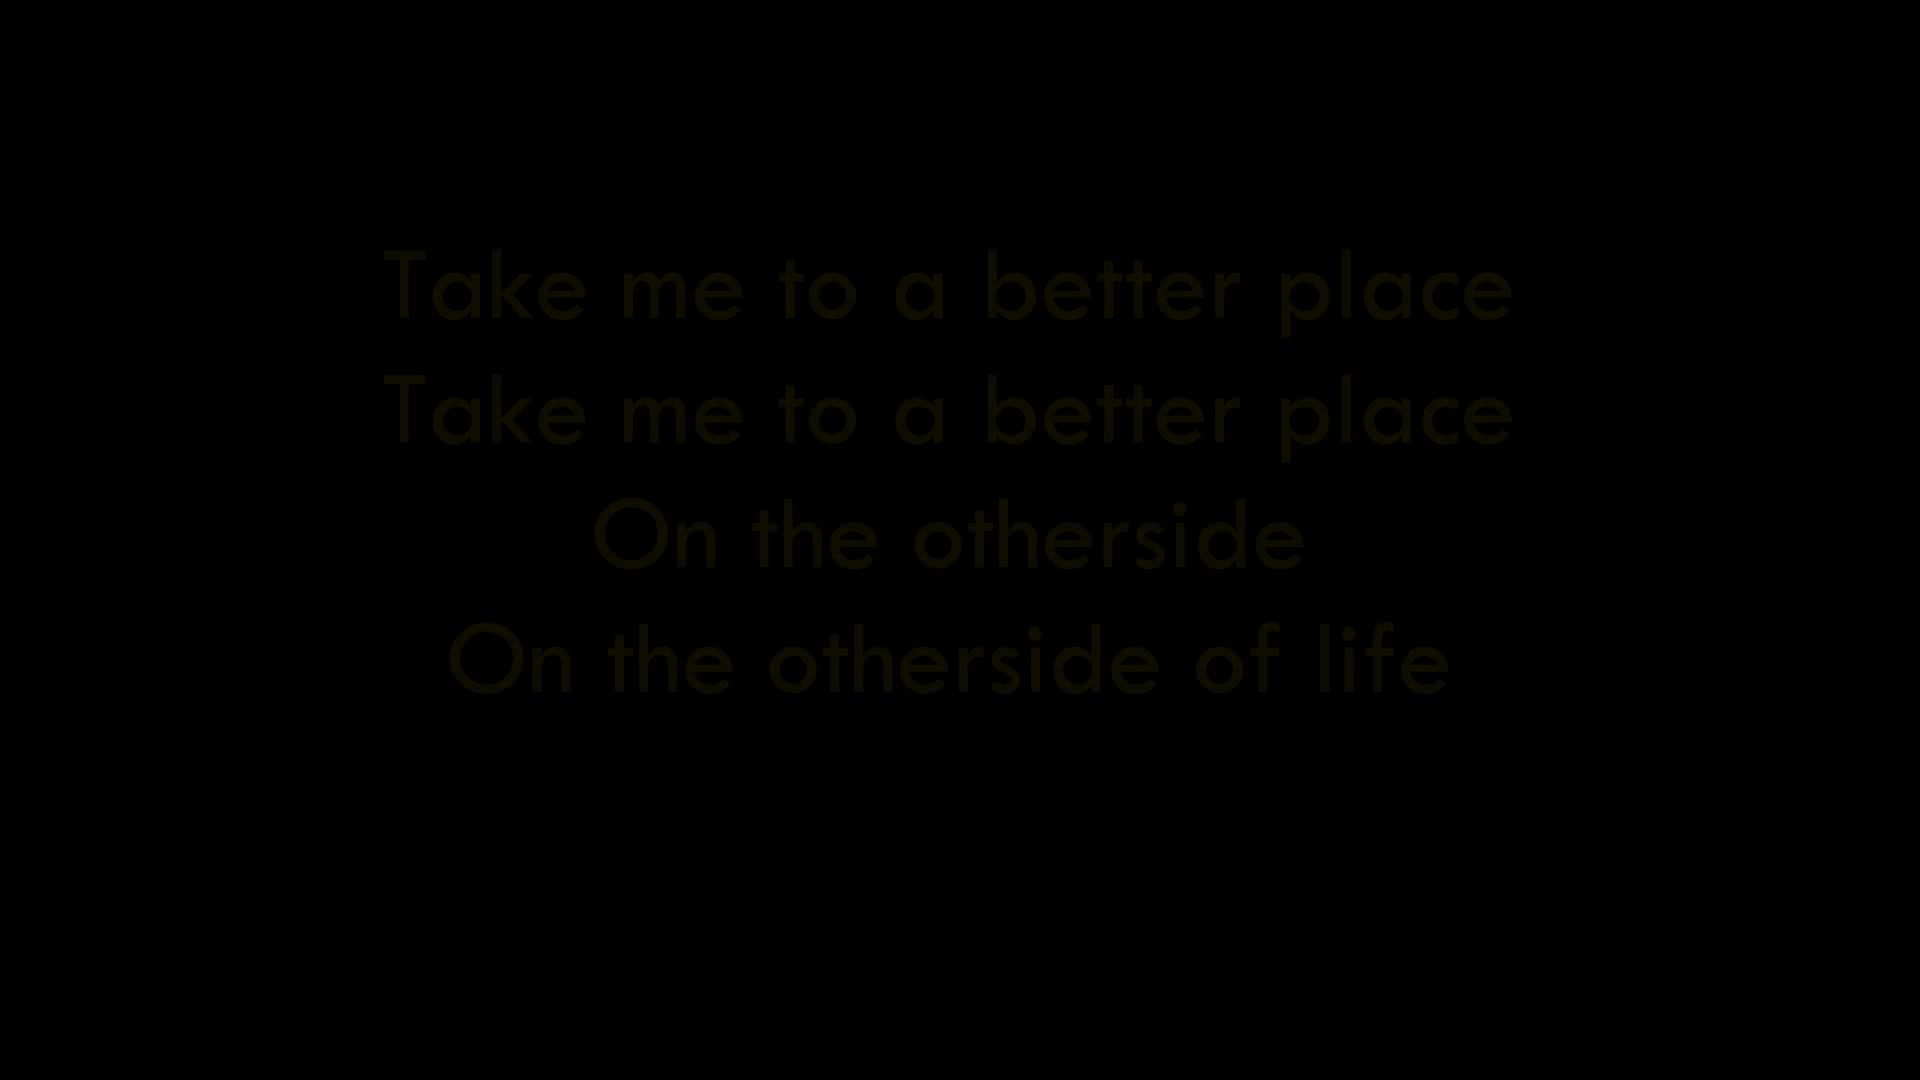 Take me to a better place
Take me to a better place
On the otherside
On the otherside of life